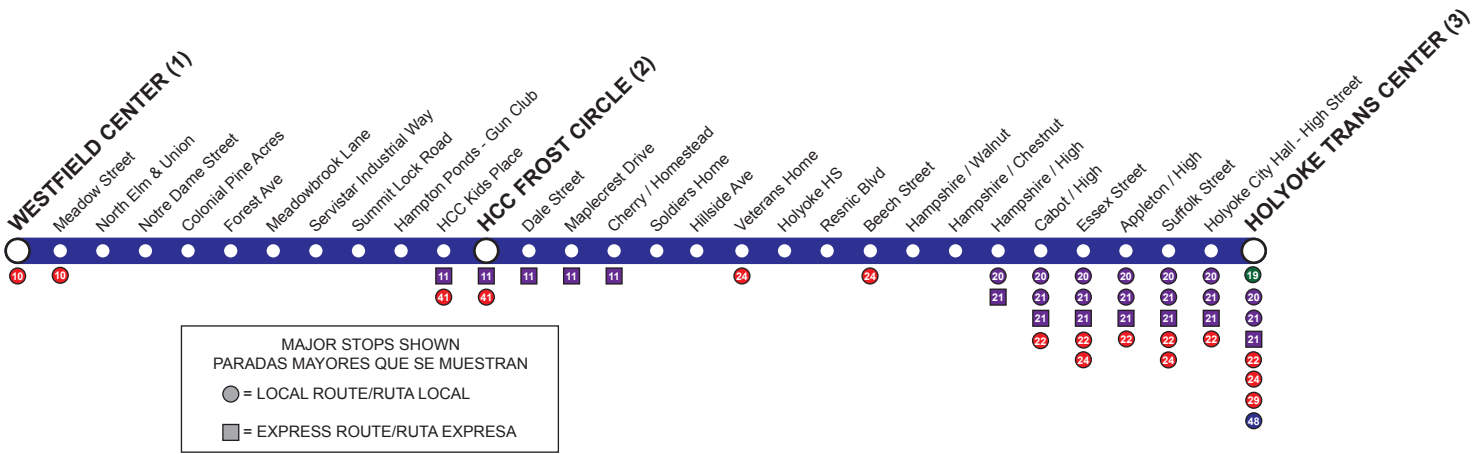 WESTFIELD CENTER (1)
Meadow Street
North Elm & Union
Notre Dame Street
Colonial Pine Acres
Forest Ave
Meadowbrook Lane
Servistar Industrial Way
Summit Lock Road
Hampton Ponds - Gun Club
HCC Kids Place
HCC FROST CIRCLE (2)
Dale Street
Maplecrest Drive
Cherry / Homestead
Soldiers Home
Hillside Ave
Veterans Home
Holyoke HS
Resnic Blvd
Beech Street
Hampshire / Walnut
Hampshire / Chestnut
Hampshire / High
Cabot / High
Essex Street
Appleton / High
Suffolk Street
Holyoke City Hall - High Street
HOLYOKE TRANS CENTER (3)
10 10 11 11 11 11 11 24 24 20 20 20 20 20 20 19
41 41 21 21 21 21 21 21 20
21 21 21 21 21 21
22 22 22 22 22 21
24 24 22
24
29
48
MAJOR STOPS SHOWN
PARADAS MAYORES QUE SE MUESTRAN
= LOCAL ROUTE/RUTA LOCAL
= EXPRESS ROUTE/RUTA EXPRESA